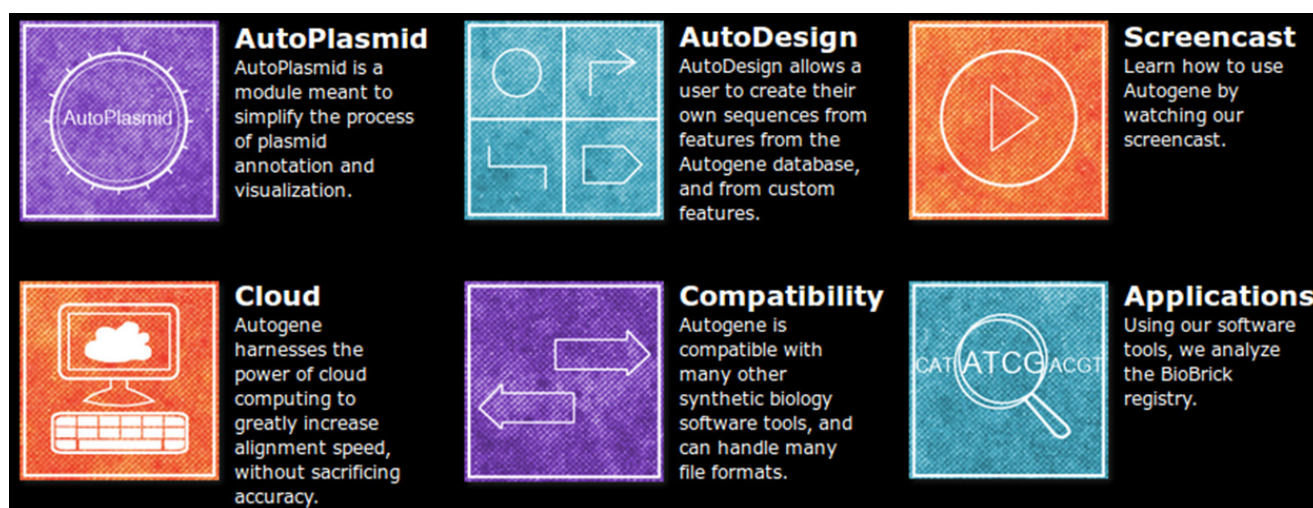 AutoPlasmid
AutoPlasmid
AutoPlasmid is a
module meant to
simplify the process
of plasmid
annotation and
visualization.
AutoDesign
AutoDesign allows a
user to create their
own sequences from
features from the
Autogene database,
and from custom
features.
Screencast
Learn how to use
Autogene by
watching our
screencast.
Cloud
Autogene
harnesses the
power of cloud
computing to
greatly increase
alignment speed,
without sacrificing
accuracy.
Compatibility
Autogene is
compatible with
many other
synthetic biology
software tools, and
can handle many
file formats.
CAT ATCG ACGT
Applications
Using our software
tools, we analyze
the BioBrick
registry.